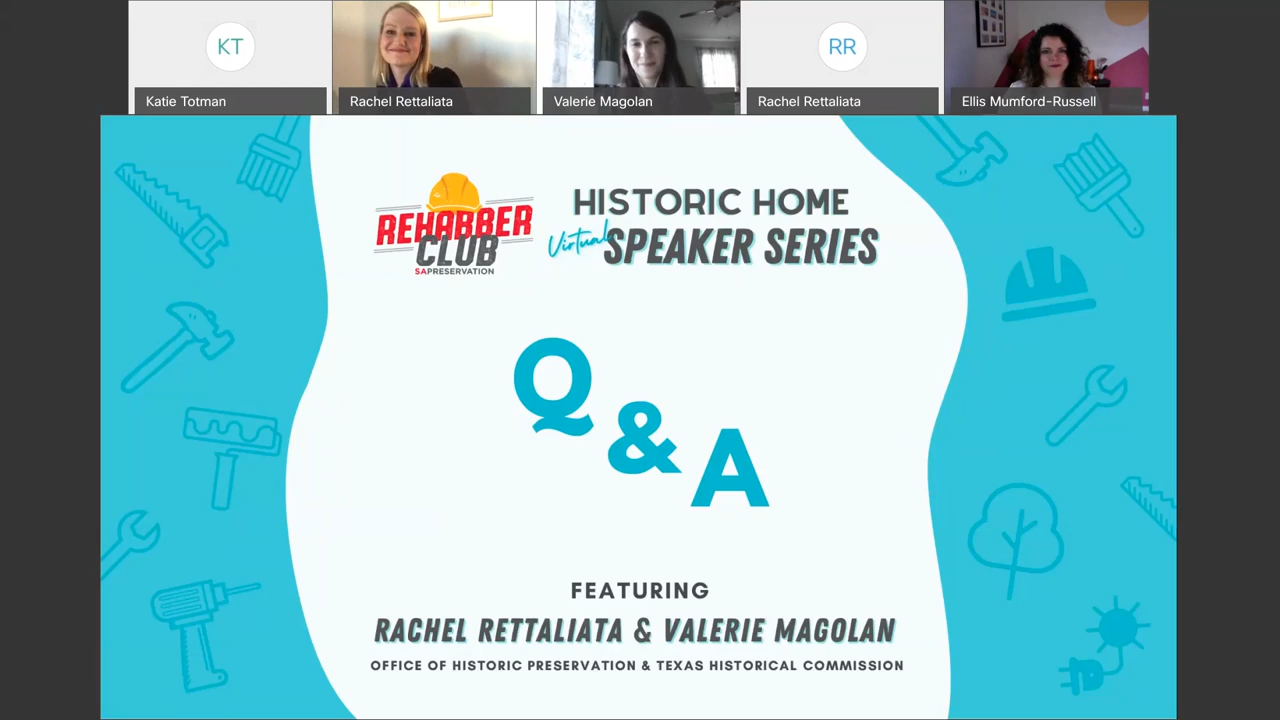 KT
RR
Katie Totman
Rachel Rettaliata
Valerie Magolan
Rachel Rettaliata
Ellis Mumford-Russell
REHABBER
CLUB
SAPRESERVATION
HISTORIC HOME
Virtual SPEAKER SERIES
Q
&
A
FEATURING
RACHEL RETTALIATA & VALERIE MAGOLAN
OFFICE OF HISTORIC PRESERVATION & TEXAS HISTORICAL COMMISSION